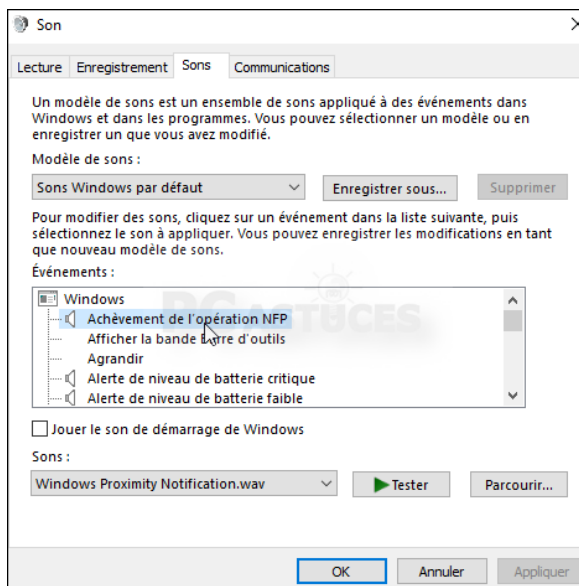 Son
Lecture Enregistrement Sons Communications
Un modèle de sons est un ensemble de sons appliqué à des événements dans
Windows et dans les programmes. Vous pouvez sélectionner un modèle ou en
enregistrer un que vous avez modifié.
Modèle de sons :
Sons Windows par défaut Enregistrer sous... Supprimer
Pour modifier des sons, cliquez sur un événement dans la liste suivante, puis
sélectionnez le son à appliquer. Vous pouvez enregistrer les modifications en tant
que nouveau modèle de sons.
Événements :
Windows
Achèvement de l'opération NFP
PC ASTUCES
Afficher la bande Barre d'outils
Agrandir
Alerte de niveau de batterie critique
Alerte de niveau de batterie faible
Jouer le son de démarrage de Windows
Sons :
Windows Proximity Notification.wav Tester Parcourir...
OK Annuler Appliquer